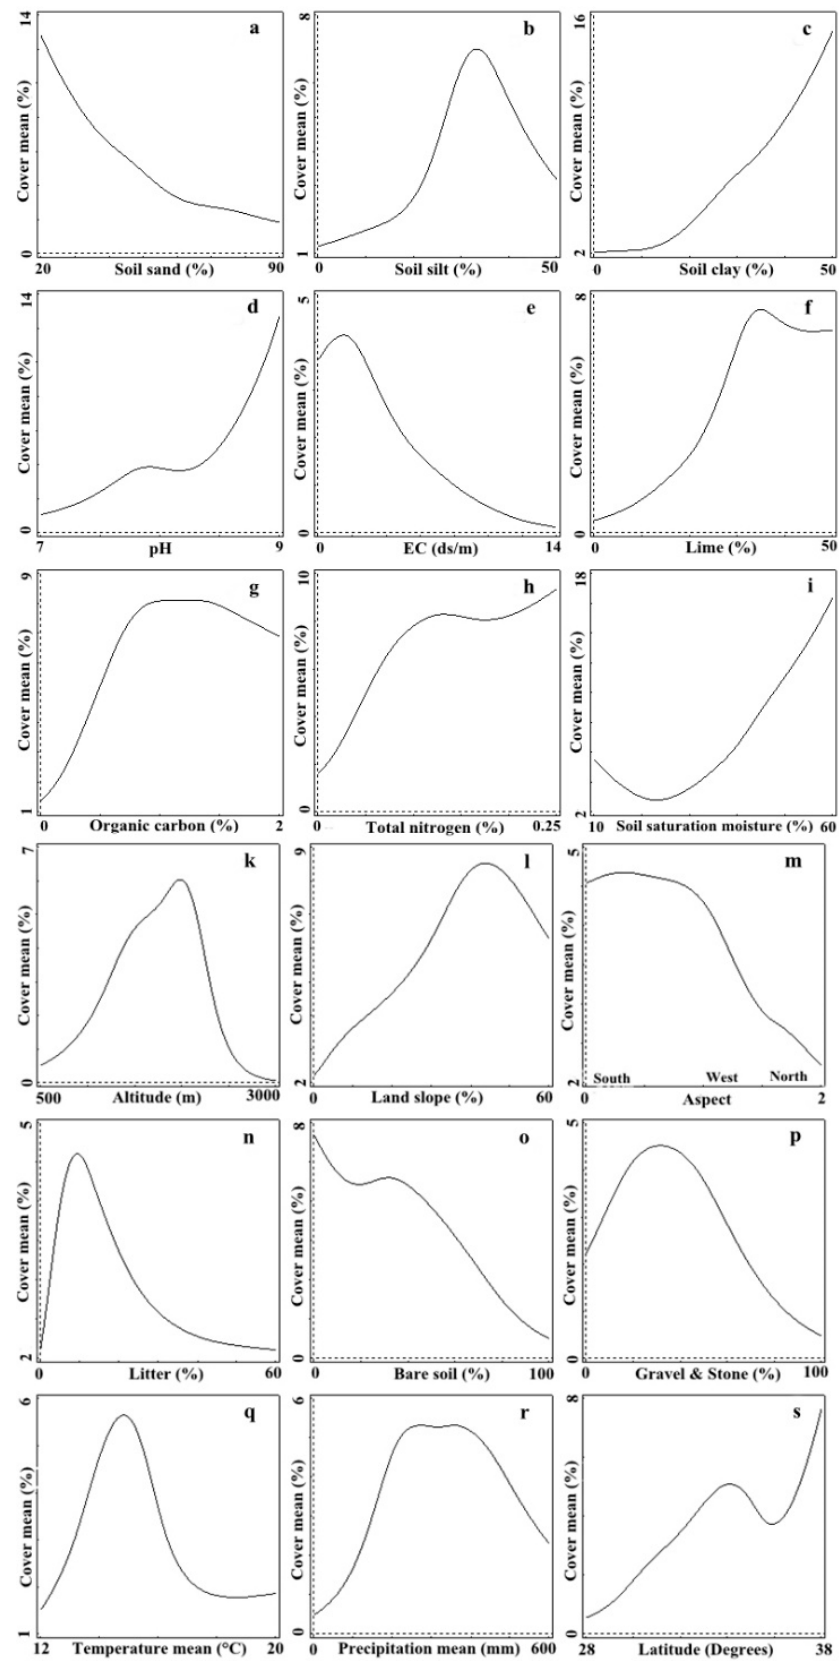 14 a
Cover mean (%)
0
20 Soil sand (%) 90
8 b
Cover mean (%)
1
0 Soil silt (%) 50
16 c
Cover mean (%)
2
0 Soil clay (%) 50
14 d
Cover mean (%)
0
7 pH 9
5 e
Cover mean (%)
0
0 EC (ds/m) 14
8 f
Cover mean (%)
0
0 Lime (%) 50
9 g
Cover mean (%)
1
0 Organic carbon (%) 2
10 h
Cover mean (%)
0
0 Total nitrogen (%) 0.25
18 i
Cover mean (%)
2
10 Soil saturation moisture (%) 60
7 k
Cover mean (%)
0
500 Altitude (m) 3000
9 l
Cover mean (%)
2
0 Land slope (%) 60
5 m
Cover mean (%)
South West North
2
0 Aspect 2
5 n
Cover mean (%)
2
0 Litter (%) 60
8 o
Cover mean (%)
0
0 Bare soil (%) 100
5 p
Cover mean (%)
0
0 Gravel & Stone (%) 100
6 q
Cover mean (%)
1
12 Temperature mean (°C) 20
6 r
Cover mean (%)
0
0 Precipitation mean (mm) 600
8 s
Cover mean (%)
0
28 Latitude (Degrees) 38